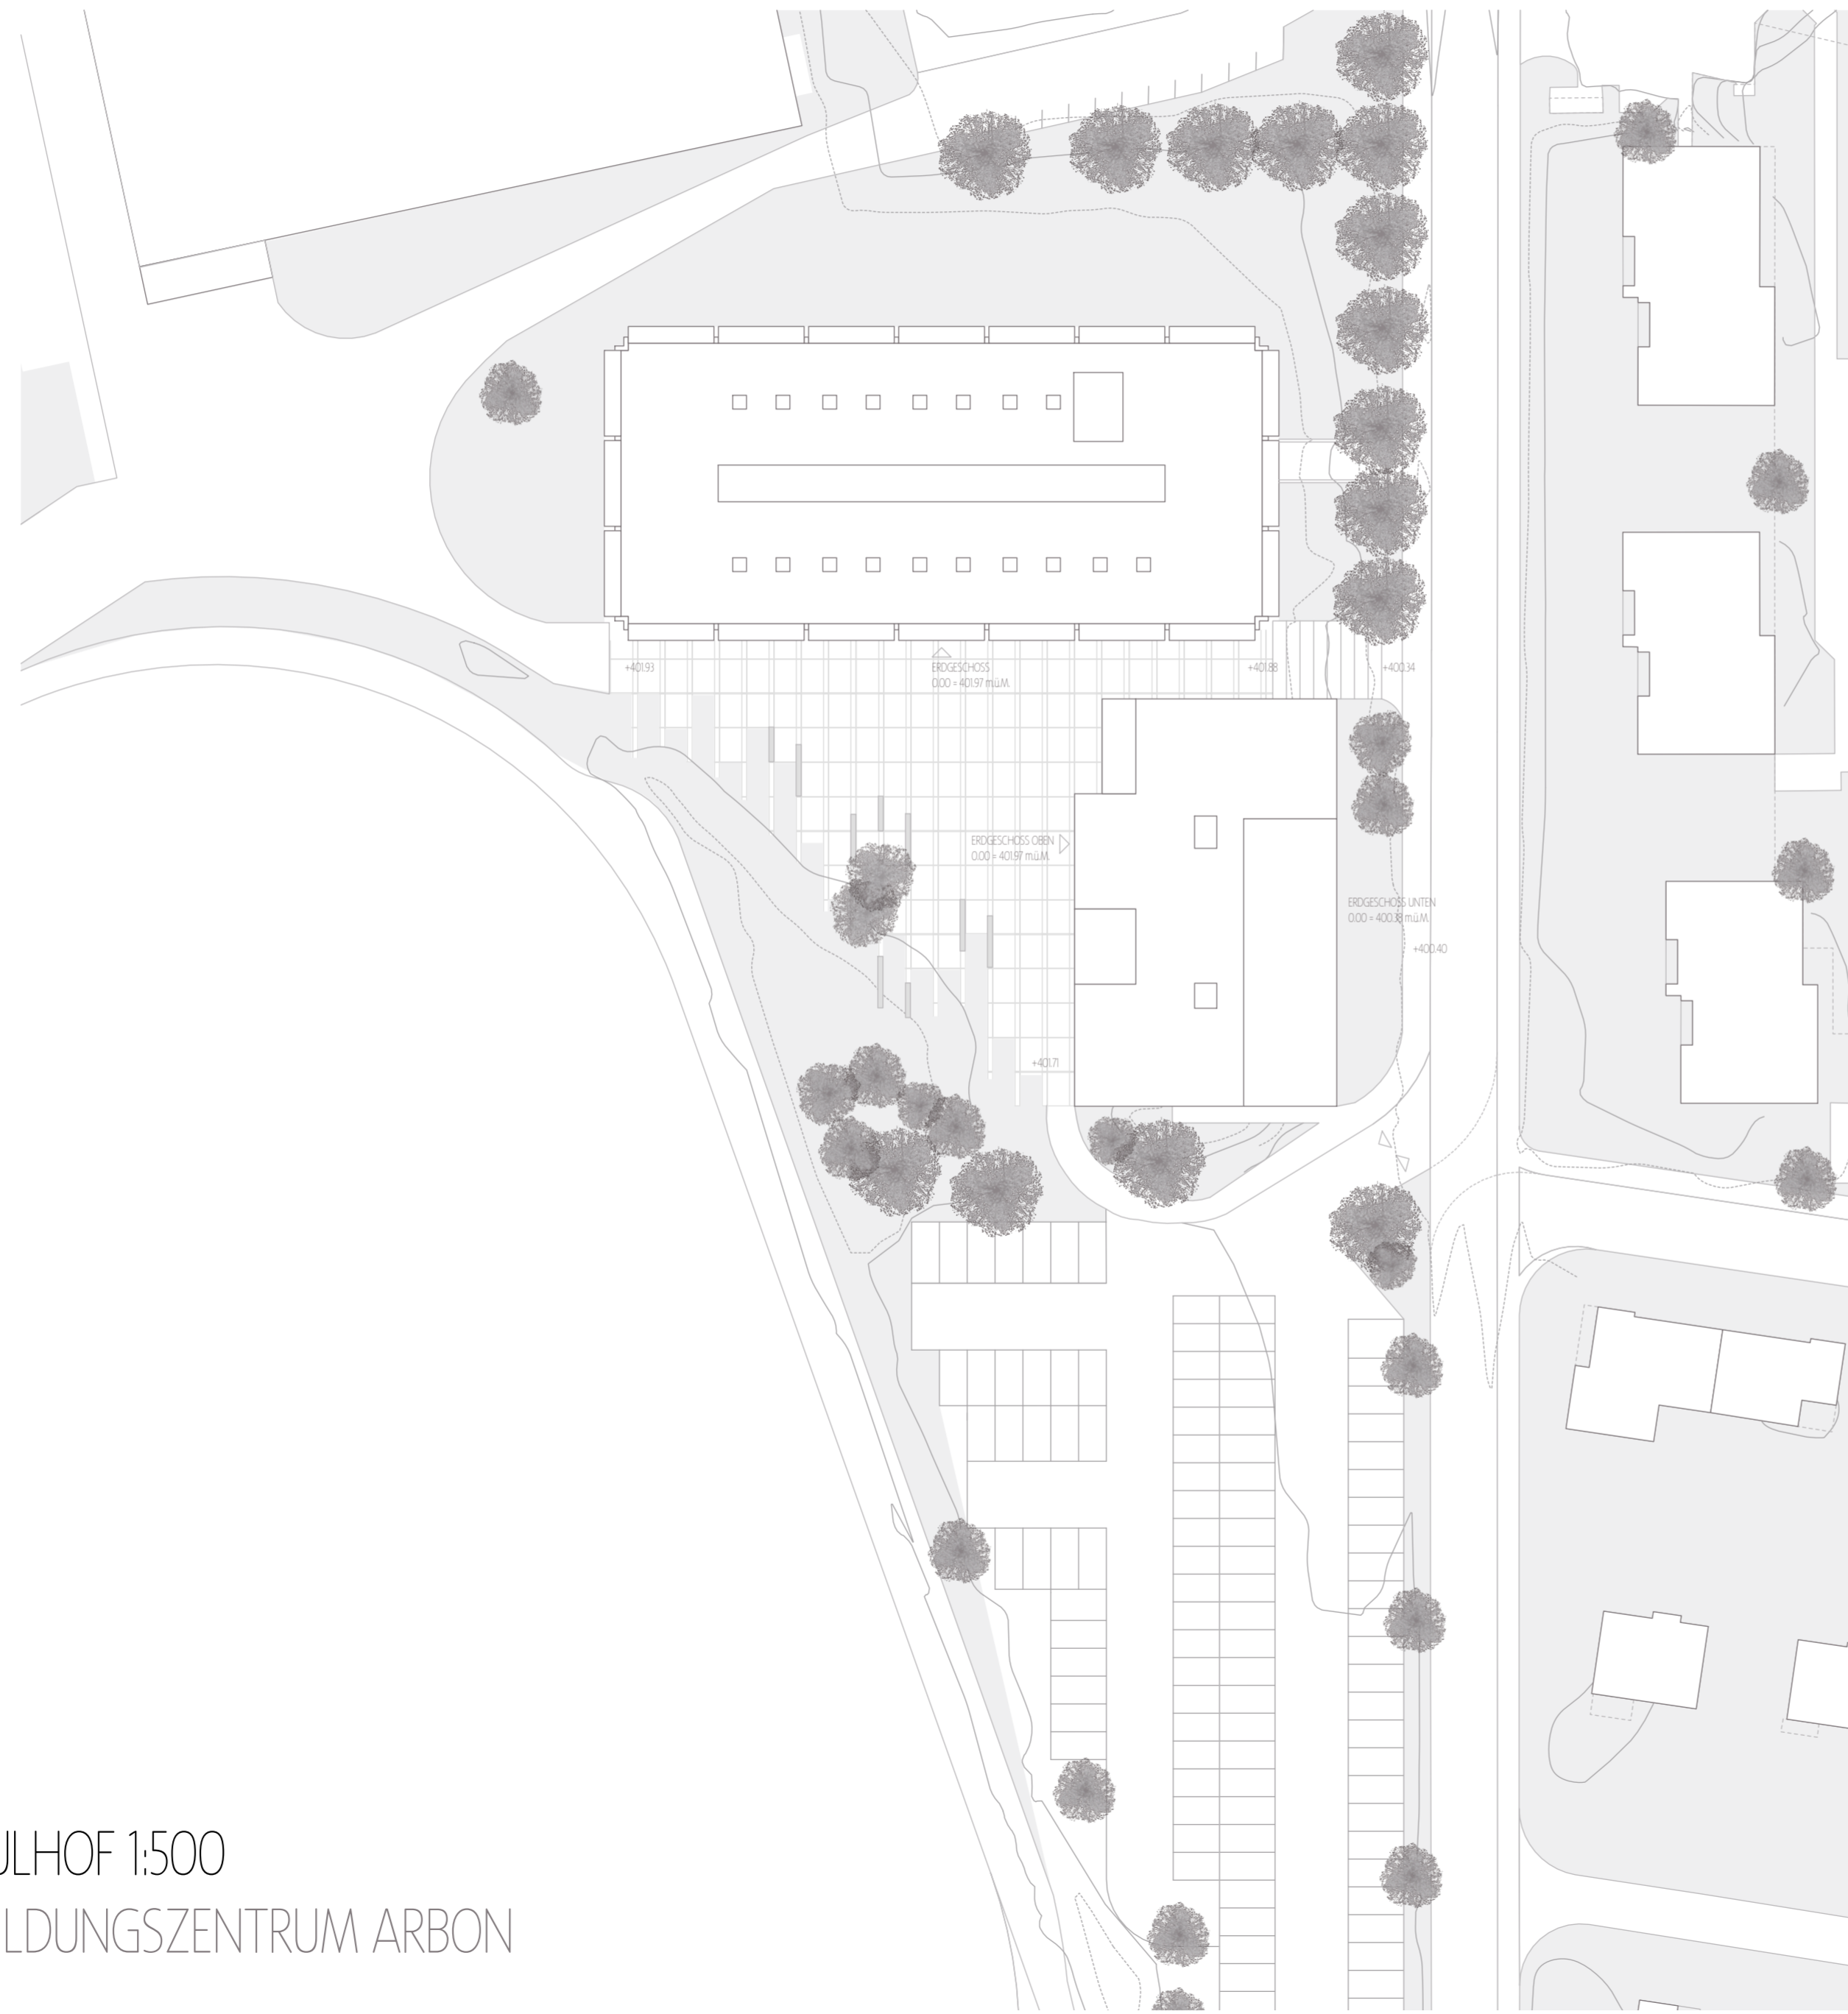 +401.93
ERDGESCHOSS
0.00 = 401.97 m.ü.M.
+401.88
+400.34
ERDGESCHOSS OBEN
0.00 = 401.97 m.ü.M.
ERDGESCHOSS UNTEN
0.00 = 400.38 m.ü.M.
+400.40
+401.71
ULHOF 1:500
ILDUNGSZENTRUM ARBON